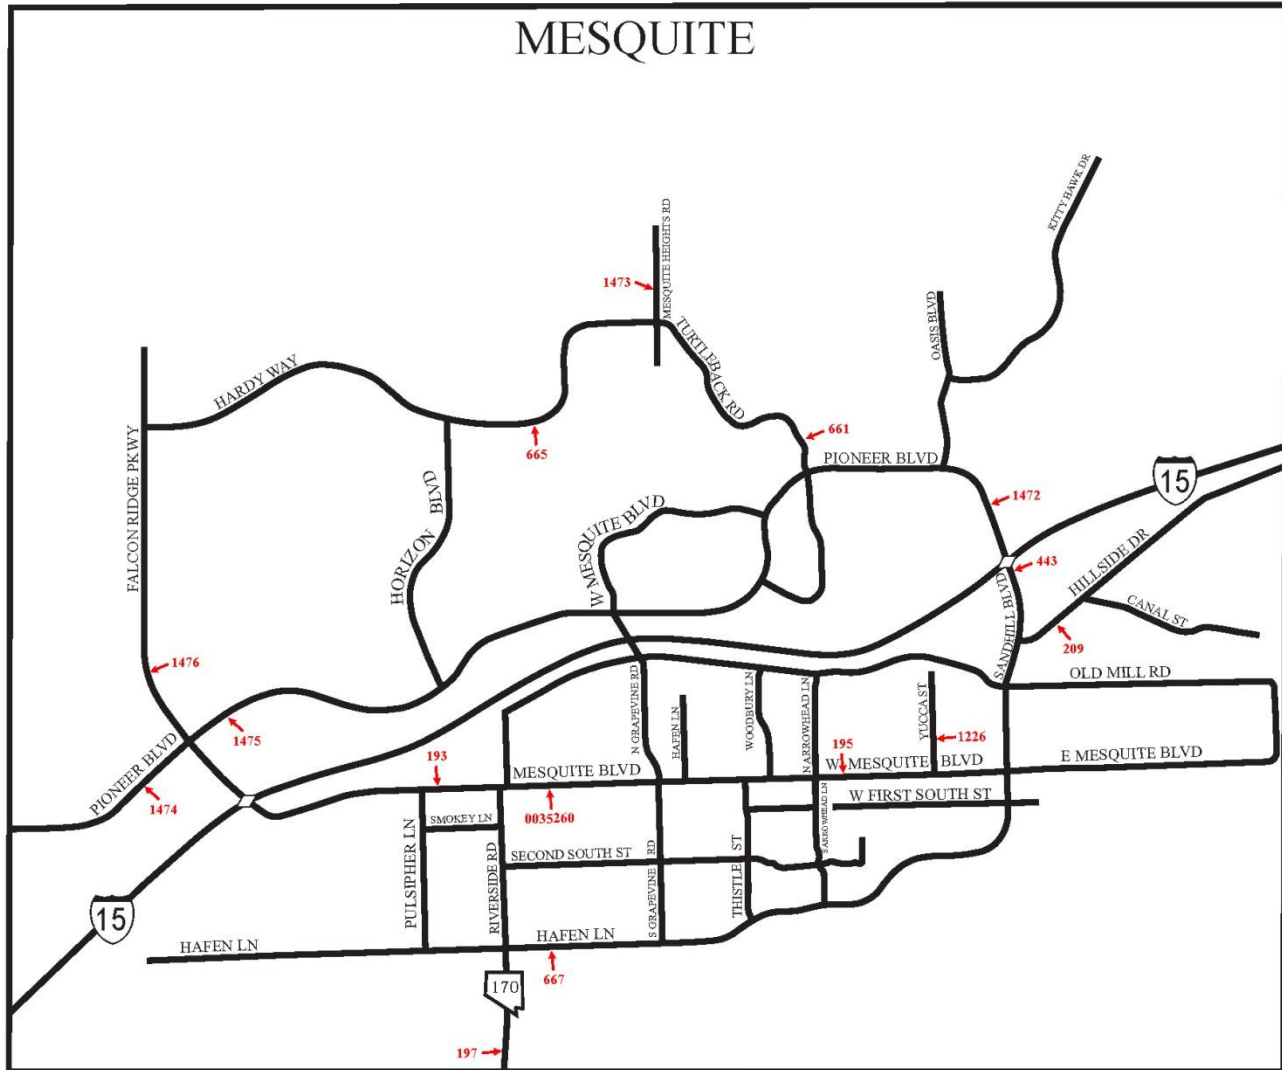 MESQUITE
KITTY HAWK DR
MESQUITE HEIGHTS RD
1473
OASIS BLVD
TURTLEBACK RD
HARDY WAY
665
661
PIONEER BLVD
15
1472
FALCON RIDGE PKWY
HORIZON BLVD
W MESQUITE BLVD
443
HILLSIDE DR
SANDHILL BLVD
CANAL ST
209
1476
OLD MILL RD
N GRAPEVINE RD
HAFEN LN
WOODBURY LN
N ARROWHEAD LN
YUCCA ST
1226
1475
PIONEER BLVD
1474
193
MESQUITE BLVD
195
W MESQUITE BLVD
E MESQUITE BLVD
0035260
W FIRST SOUTH ST
SMOKEY LN
PULSIPHER LN
RIVERSIDE RD
SECOND SOUTH ST
S GRAPEVINE RD
THISTLE ST
S ARROWHEAD LN
15
HAFEN LN
HAFEN LN
667
170
197